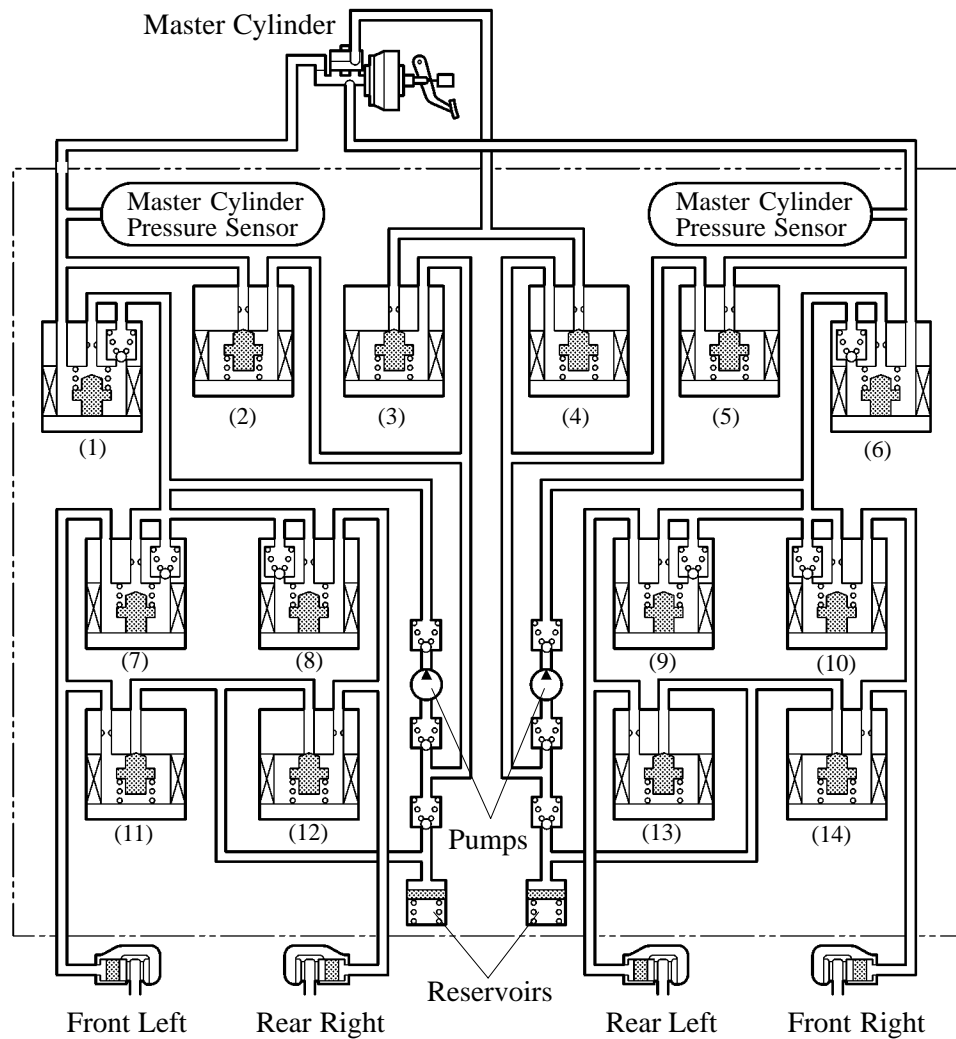 Master Cylinder
Master Cylinder
Pressure Sensor
Master Cylinder
Pressure Sensor
(1)
(2)
(3)
(4)
(5)
(6)
(7)
(8)
(9)
(10)
(11)
(12)
(13)
(14)
Pumps
Reservoirs
Front Left
Rear Right
Rear Left
Front Right